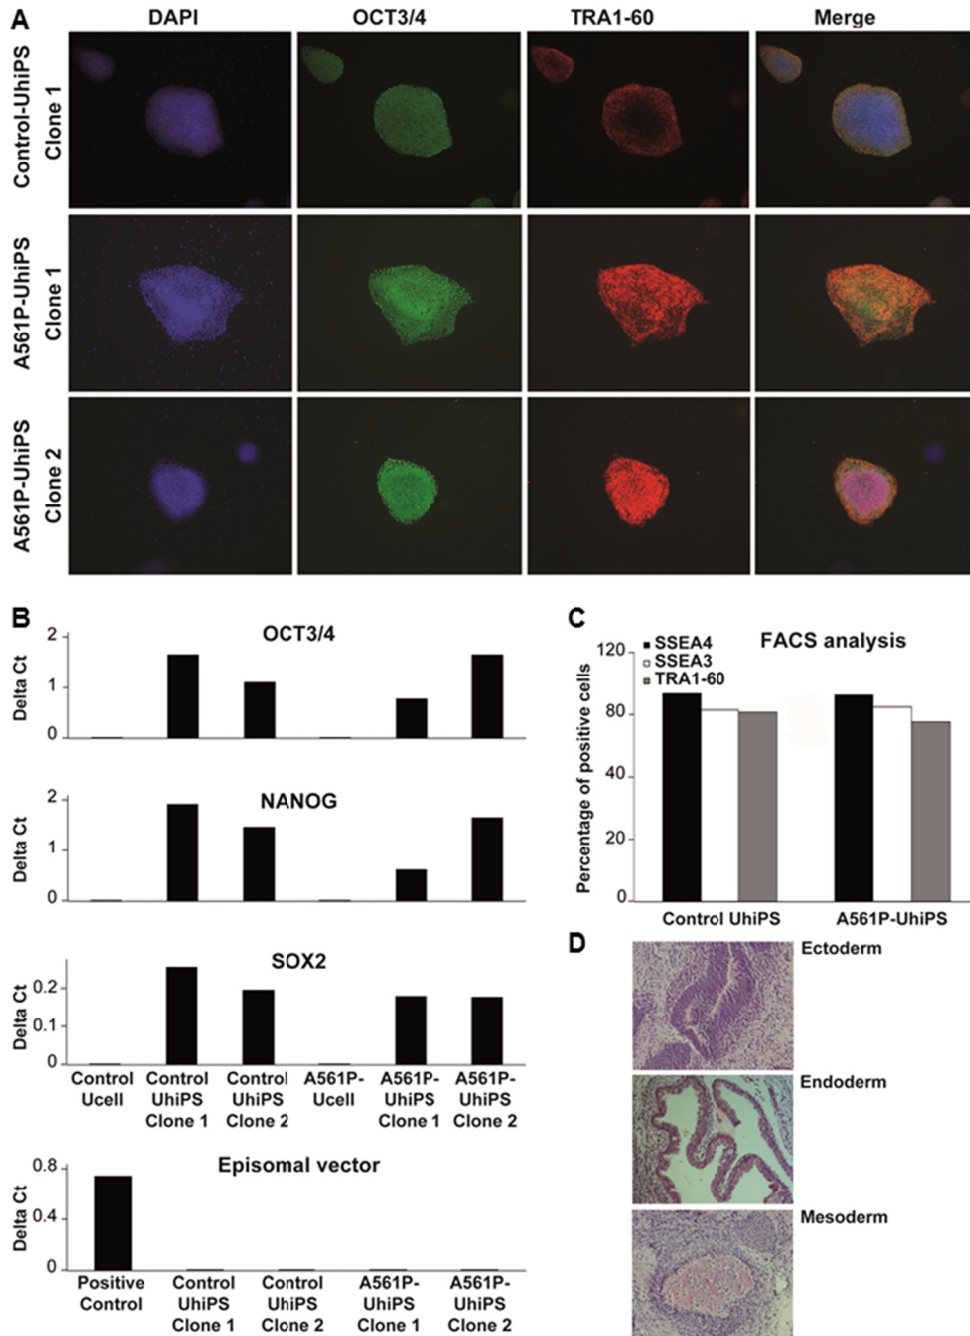 A
DAPI OCT3/4 TRA1-60 Merge
Control-UhiPS
Clone 1
A561P-UhiPS
Clone 1
A561P-UhiPS
Clone 2
B
OCT3/4
Delta Ct
2
1
0
NANOG
Delta Ct
2
1
0
SOX2
Delta Ct
0.2
0.1
0
Control Ucell
Control UhiPS Clone 1
Control UhiPS Clone 2
A561P- Ucell
A561P- UhiPS Clone 1
A561P- UhiPS Clone 2
Episomal vector
Delta Ct
0.8
0.4
0
Positive Control
Control UhiPS Clone 1
Control UhiPS Clone 2
A561P- UhiPS Clone 1
A561P- UhiPS Clone 2
C
FACS analysis
SSEA4
SSEA3
TRA1-60
Percentage of positive cells
120
80
40
20
0
Control UhiPS A561P-UhiPS
D
Ectoderm
Endoderm
Mesoderm